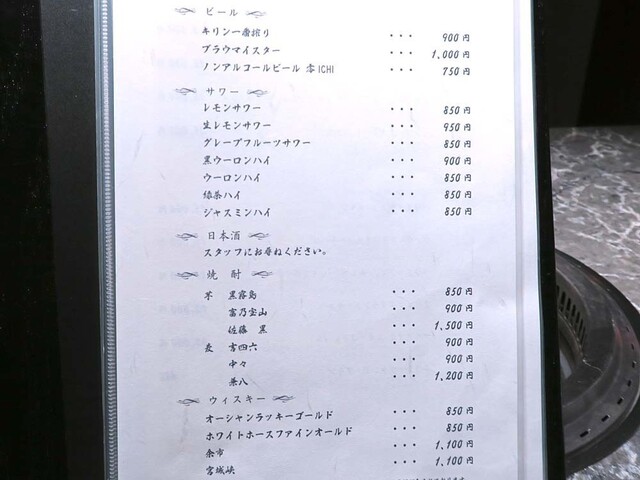 ビール
キリン一番搾り ・・・ 900円
ブラウマイスター ・・・ 1,000円
ノンアルコールビール 零ICHI ・・・ 750円
サワー
レモンサワー ・・・ 850円
生レモンサワー ・・・ 950円
グレープフルーツサワー ・・・ 850円
黒ウーロンハイ ・・・ 900円
ウーロンハイ ・・・ 850円
緑茶ハイ ・・・ 850円
ジャスミンハイ ・・・ 850円
日本酒
スタッフにお尋ねください。
焼 酎
芋 黒霧島 ・・・ 850円
富乃宝山 ・・・ 900円
佐藤 黒 ・・・ 1,500円
麦 吉四六 ・・・ 900円
中々 ・・・ 900円
兼八 ・・・ 1,200円
ウィスキー
オーシャンラッキーゴールド ・・・ 850円
ホワイトホースファインオールド ・・・ 850円
余市 ・・・ 1,100円
宮城峡 ・・・ 1,100円